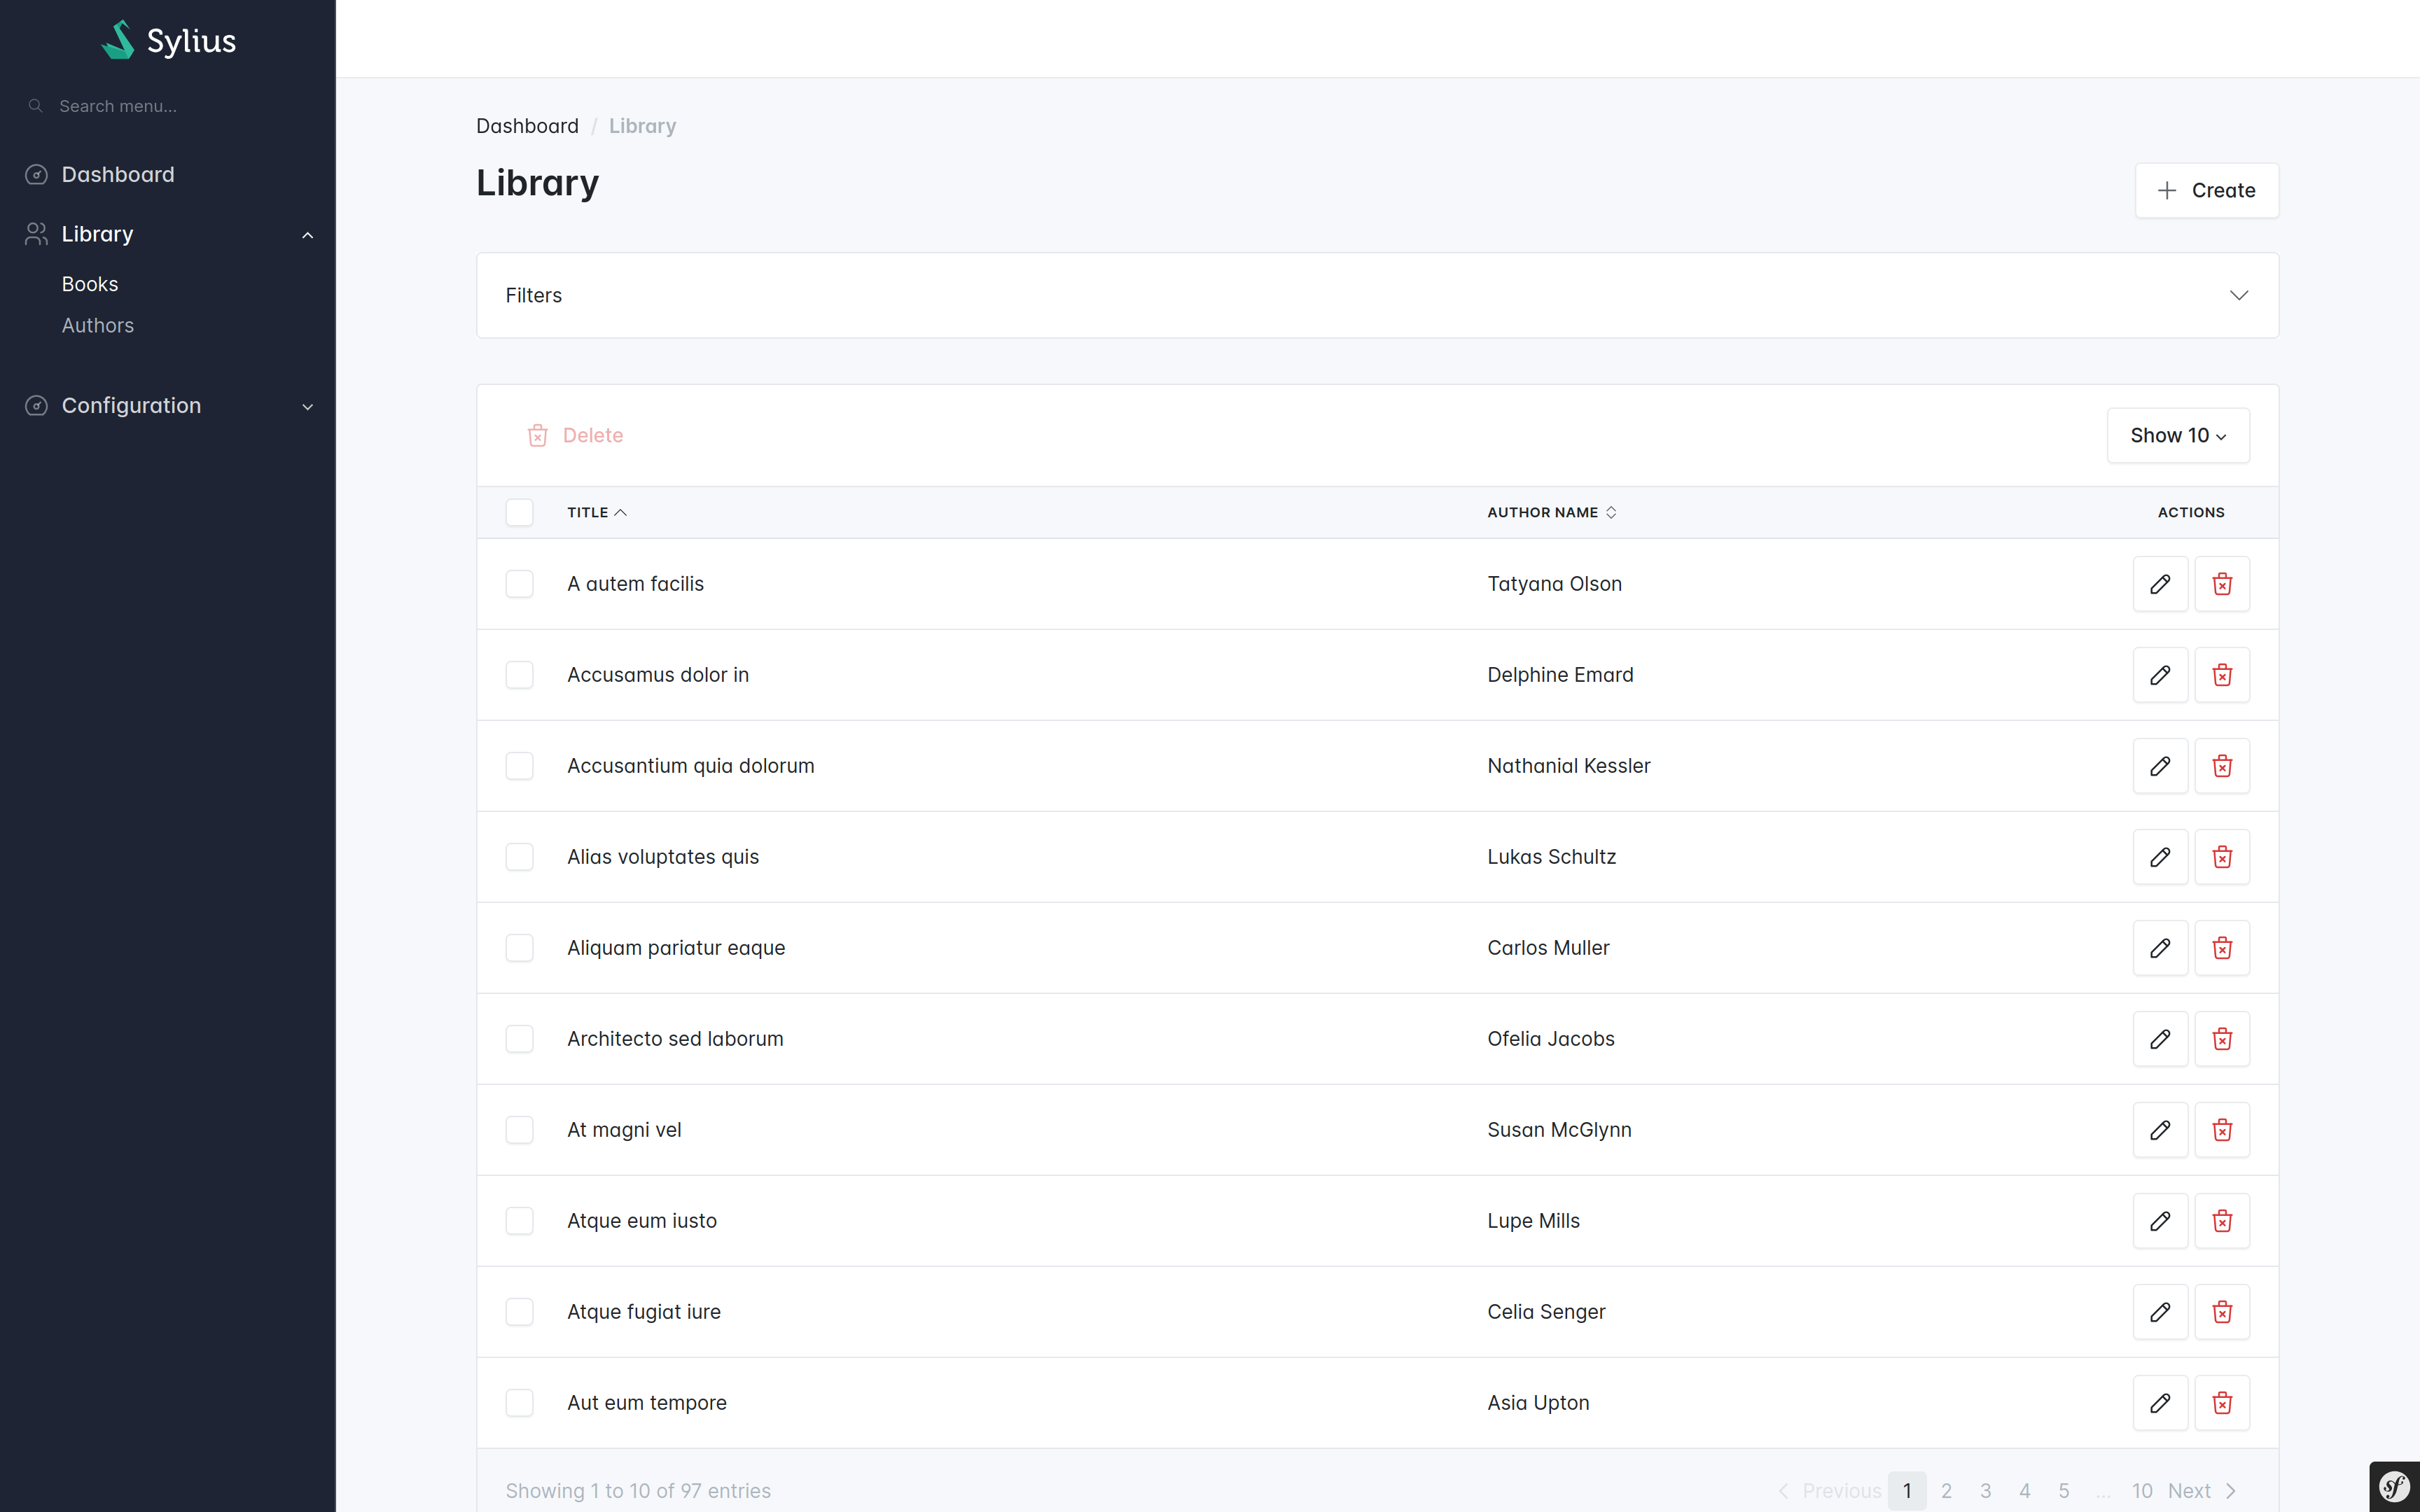 Sylius
Search menu...
Dashboard
Library
Books
Authors
Configuration
Dashboard / Library
Library
Create
Filters
Delete
Show 10
TITLE AUTHOR NAME ACTIONS
A autem facilis Tatyana Olson
Accusamus dolor in Delphine Emard
Accusantium quia dolorum Nathanial Kessler
Alias voluptates quis Lukas Schultz
Aliquam pariatur eaque Carlos Muller
Architecto sed laborum Ofelia Jacobs
At magni vel Susan McGlynn
Atque eum iusto Lupe Mills
Atque fugiat iure Celia Senger
Aut eum tempore Asia Upton
Showing 1 to 10 of 97 entries Previous 1 2 3 4 5 ... 10 Next
sf